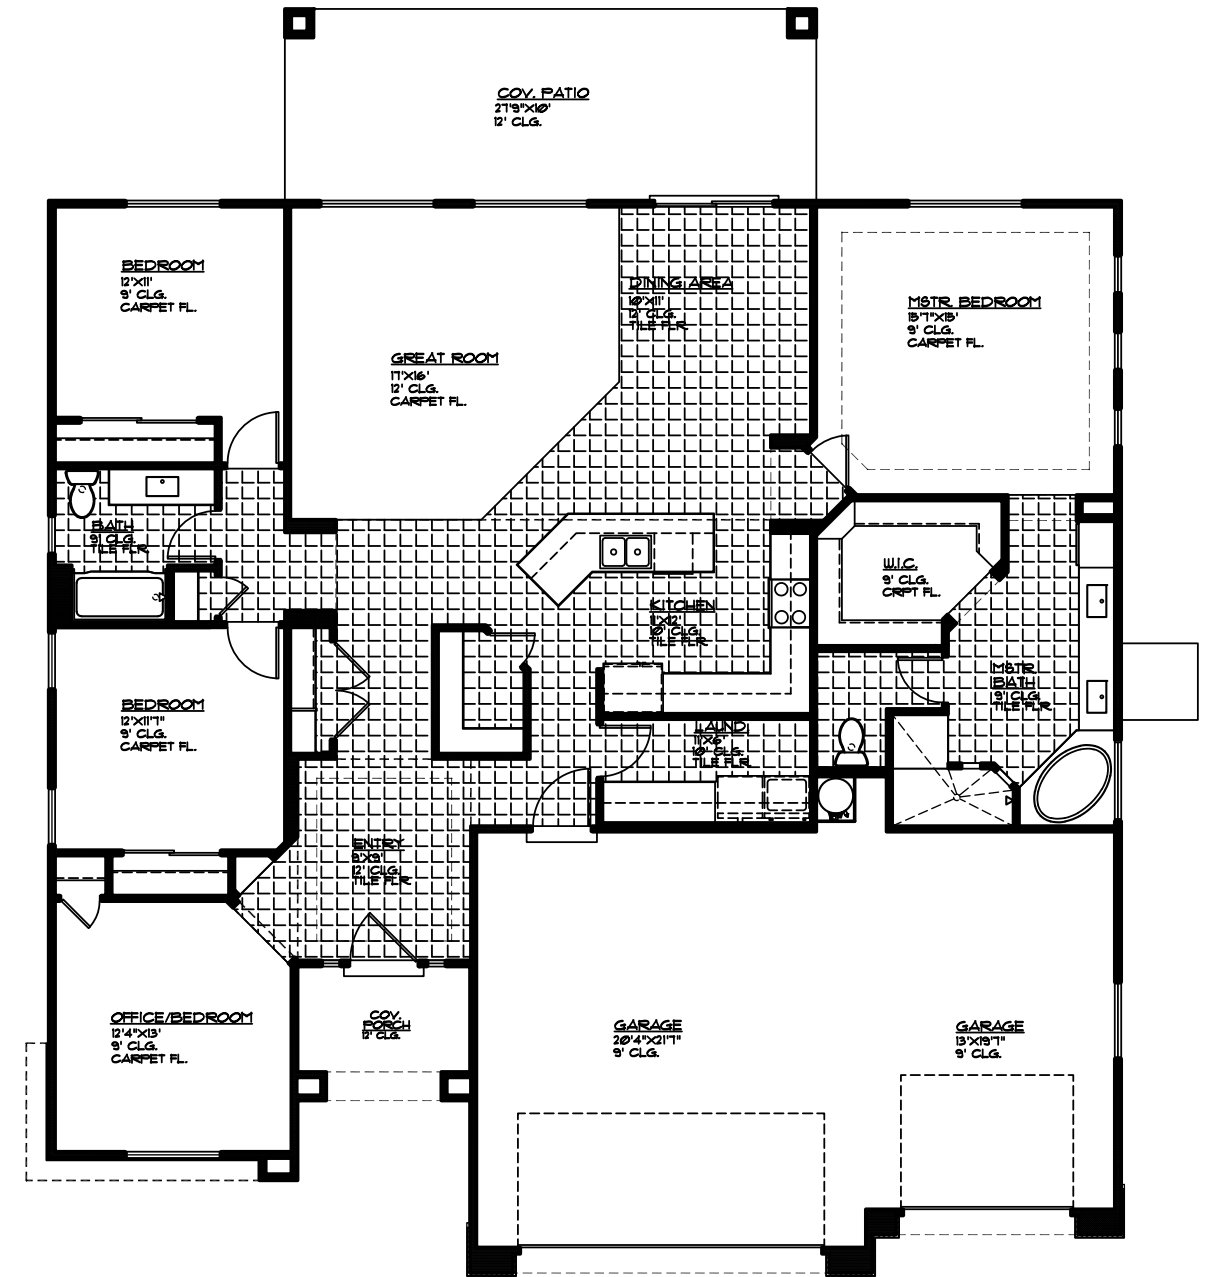 COV. PATIO
27'9"X10'
12' CLG.
BEDROOM
12'X11'
9' CLG.
CARPET FL.
GREAT ROOM
17'X16'
12' CLG.
CARPET FL.
DINING AREA
10'X11'
12' CLG.
TILE FLR.
MSTR. BEDROOM
15'7"X15'
9' CLG.
CARPET FL.
BATH
9' CLG.
TILE FLR.
W.I.C.
9' CLG.
CRPT FL.
KITCHEN
11'X12'
10' CLG.
TILE FLR.
MSTR.
BATH
9' CLG.
TILE FLR.
BEDROOM
12'X11'7"
9' CLG.
CARPET FL.
LAUND.
11'X6'
10' CLG.
TILE FLR.
ENTRY
9'X9'
12' CLG.
TILE FLR.
OFFICE/BEDROOM
12'4"X13'
9' CLG.
CARPET FL.
COV.
PORCH
12' CLG.
GARAGE
20'4"X21'7"
9' CLG.
GARAGE
13'X19'7"
9' CLG.